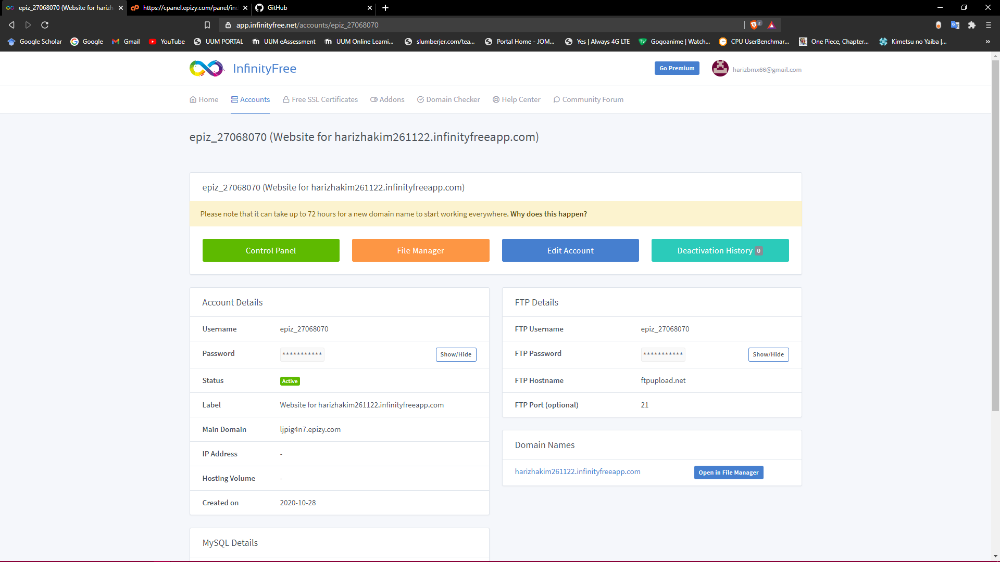 epiz_27068070 (Website for hariz
https://cpanel.epizy.com/panel/in
GitHub
app.infinityfree.net/accounts/epiz_27068070
2
Google Scholar
Google
Gmail
YouTube
UUM PORTAL
UUM eAssessment
UUM Online Learni...
slumberjer.com/tea...
Portal Home - JOM...
Yes | Always 4G LTE
Gogoanime | Watch...
CPU UserBenchmar...
One Piece, Chapter...
Kimetsu no Yaiba |...
InfinityFree
Go Premium
harizbmx66@gmail.com
Home
Accounts
Free SSL Certificates
Addons
Domain Checker
Help Center
Community Forum
epiz_27068070 (Website for harizhakim261122.infinityfreeapp.com)
epiz_27068070 (Website for harizhakim261122.infinityfreeapp.com)
Please note that it can take up to 72 hours for a new domain name to start working everywhere. Why does this happen?
Control Panel
File Manager
Edit Account
Deactivation History 0
Account Details
Username epiz_27068070
Password *********** Show/Hide
Status Active
Label Website for harizhakim261122.infinityfreeapp.com
Main Domain ljpig4n7.epizy.com
IP Address -
Hosting Volume -
Created on 2020-10-28
MySQL Details
FTP Details
FTP Username epiz_27068070
FTP Password *********** Show/Hide
FTP Hostname ftpupload.net
FTP Port (optional) 21
Domain Names
harizhakim261122.infinityfreeapp.com Open in File Manager